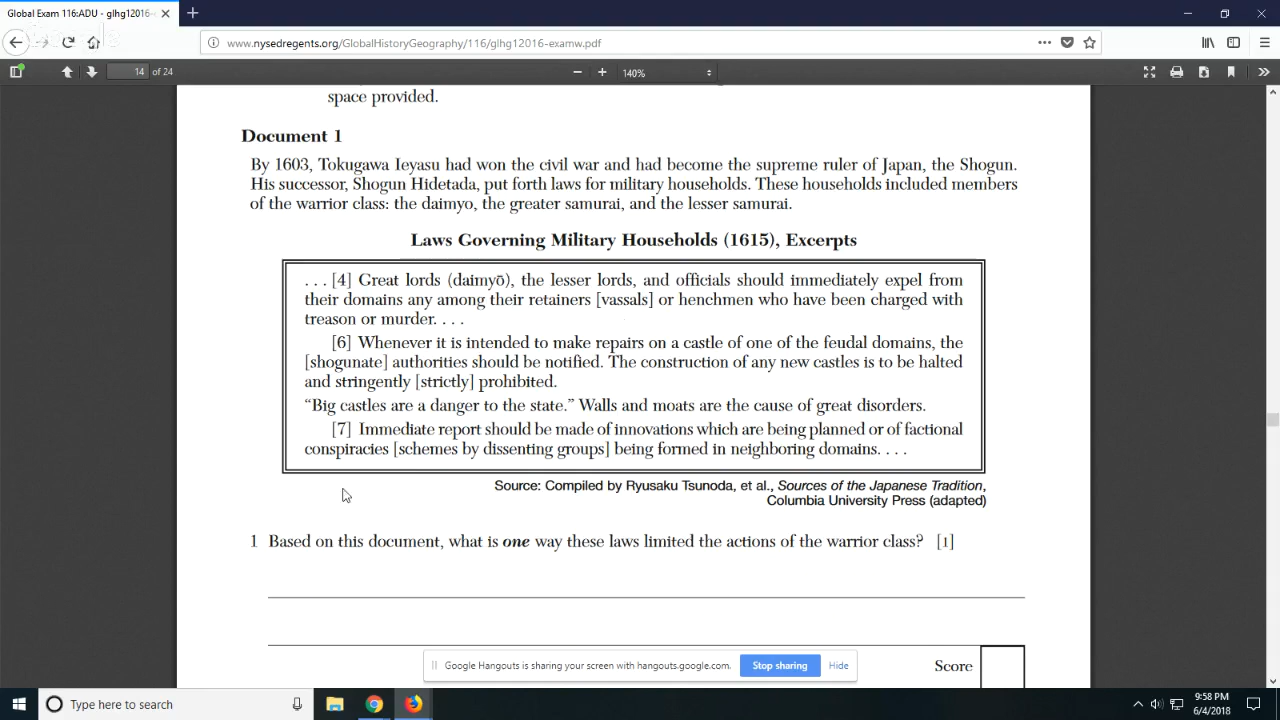 Global Exam 116:ADU - glhg12016-
www.nysedregents.org/GlobalHistoryGeography/116/glhg12016-examw.pdf
14 of 24
140%
space provided.
Document 1
By 1603, Tokugawa Ieyasu had won the civil war and had become the supreme ruler of Japan, the Shogun.
His successor, Shogun Hidetada, put forth laws for military households. These households included members
of the warrior class: the daimyo, the greater samurai, and the lesser samurai.
Laws Governing Military Households (1615), Excerpts
. . . [4] Great lords (daimyō), the lesser lords, and officials should immediately expel from
their domains any among their retainers [vassals] or henchmen who have been charged with
treason or murder. . . .
[6] Whenever it is intended to make repairs on a castle of one of the feudal domains, the
[shogunate] authorities should be notified. The construction of any new castles is to be halted
and stringently [strictly] prohibited.
“Big castles are a danger to the state.” Walls and moats are the cause of great disorders.
[7] Immediate report should be made of innovations which are being planned or of factional
conspiracies [schemes by dissenting groups] being formed in neighboring domains. . . .
Source: Compiled by Ryusaku Tsunoda, et al., Sources of the Japanese Tradition,
Columbia University Press (adapted)
1 Based on this document, what is one way these laws limited the actions of the warrior class? [1]
Google Hangouts is sharing your screen with hangouts.google.com.
Stop sharing
Hide
Score
Type here to search
9:58 PM
6/4/2018